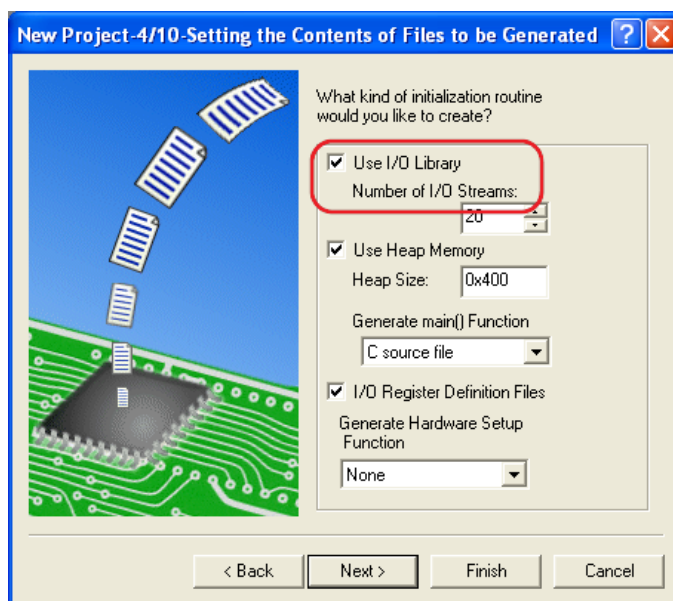 New Project-4/10-Setting the Contents of Files to be Generated
What kind of initialization routine
would you like to create?
Use I/O Library
Number of I/O Streams:
20
Use Heap Memory
Heap Size: 0x400
Generate main() Function
C source file
I/O Register Definition Files
Generate Hardware Setup
Function
None
< Back Next > Finish Cancel